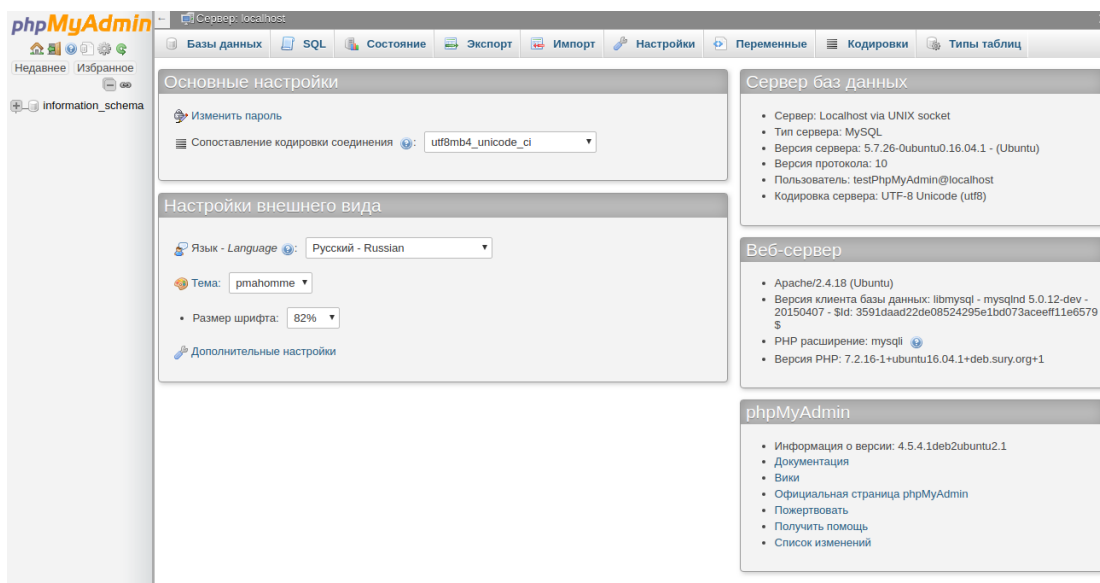 phpMyAdmin
Недавнее Избранное
information_schema
Сервер: localhost
Базы данных SQL Состояние Экспорт Импорт Настройки Переменные Кодировки Типы таблиц
Основные настройки
Изменить пароль
Сопоставление кодировки соединения : utf8mb4_unicode_ci
Настройки внешнего вида
Язык - Language : Русский - Russian
Тема: pmahomme
• Размер шрифта: 82%
Дополнительные настройки
Сервер баз данных
• Сервер: Localhost via UNIX socket
• Тип сервера: MySQL
• Версия сервера: 5.7.26-0ubuntu0.16.04.1 - (Ubuntu)
• Версия протокола: 10
• Пользователь: testPhpMyAdmin@localhost
• Кодировка сервера: UTF-8 Unicode (utf8)
Веб-сервер
• Apache/2.4.18 (Ubuntu)
• Версия клиента базы данных: libmysql - mysqlnd 5.0.12-dev -
20150407 - $Id: 3591daad22de08524295e1bd073aceeff11e6579
$
• PHP расширение: mysqli
• Версия PHP: 7.2.16-1+ubuntu16.04.1+deb.sury.org+1
phpMyAdmin
• Информация о версии: 4.5.4.1deb2ubuntu2.1
• Документация
• Вики
• Официальная страница phpMyAdmin
• Пожертвовать
• Получить помощь
• Список изменений